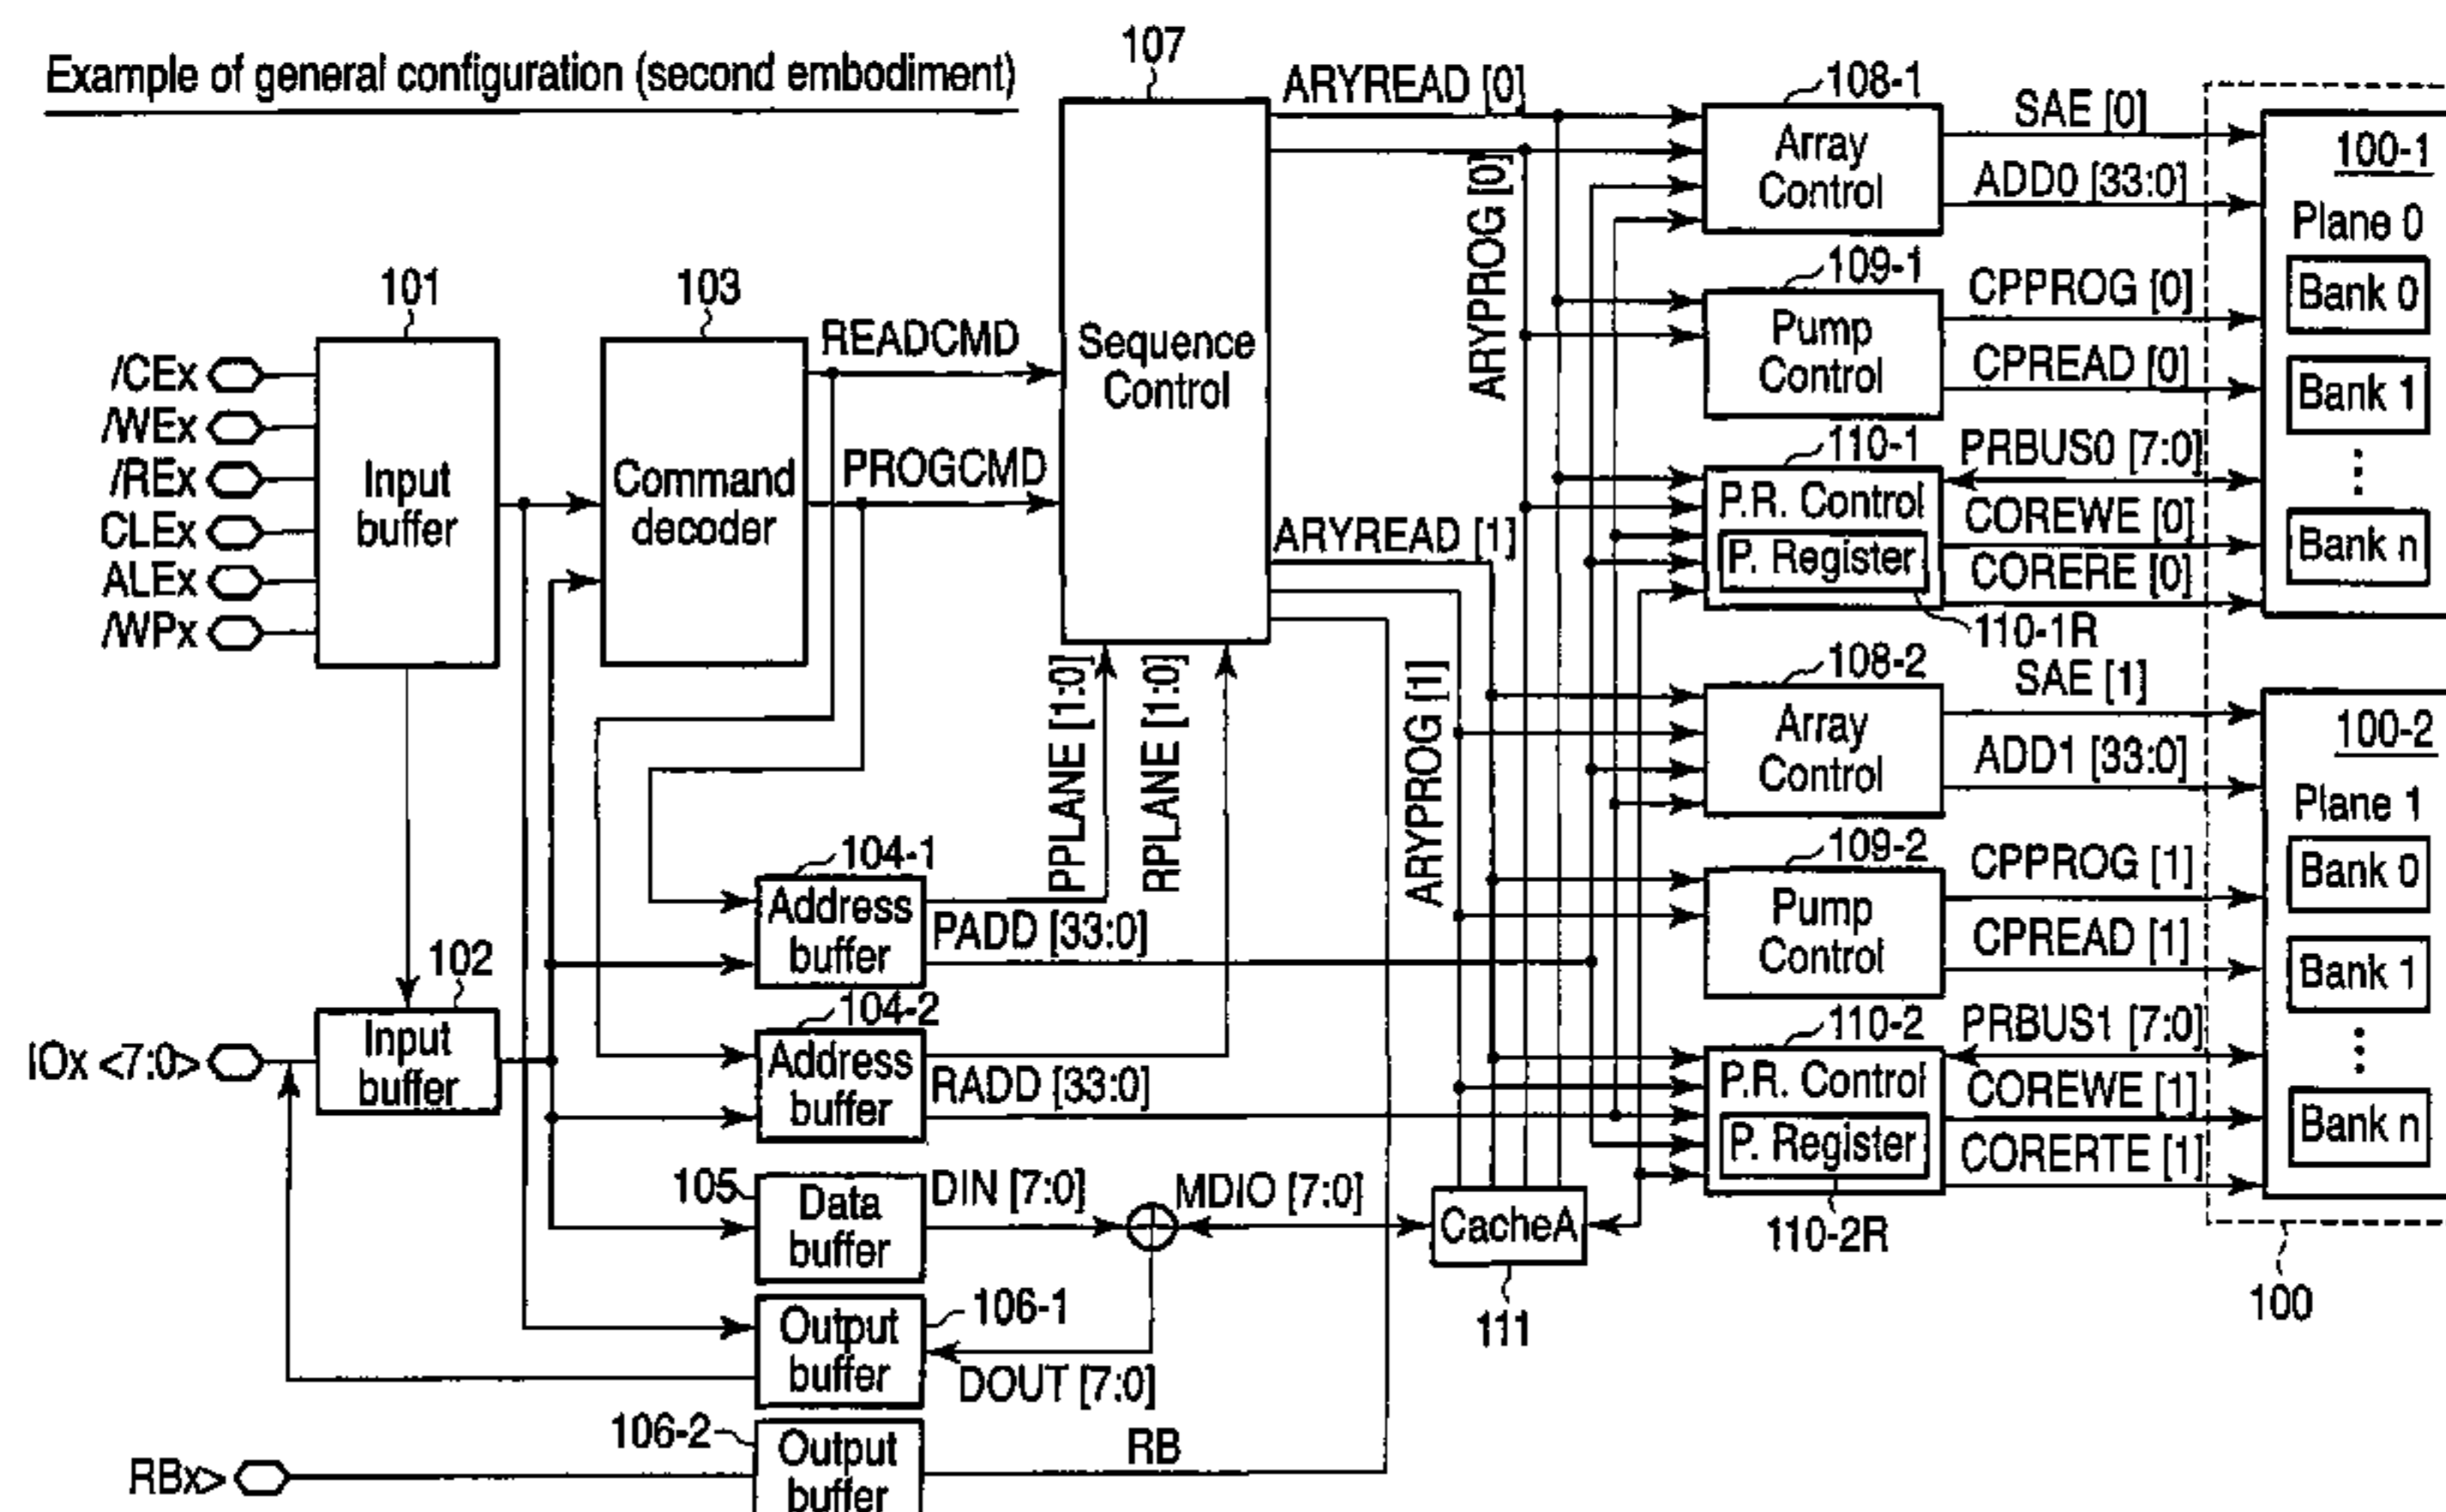 Example of general configuration (second embodiment)
107
ARYREAD [0]
108-1
Array
Control
SAE [0]
ADD0 [33:0]
100-1
Plane 0
Bank 0
Bank 1
Bank n
ARYPROG [0]
109-1
Pump
Control
CPPROG [0]
CPREAD [0]
101
103
/CEx
/WEx
/REx
CLEx
ALEx
/WPx
Input
buffer
Command
decoder
READCMD
PROGCMD
Sequence
Control
110-1
P.R. Control
P. Register
110-1R
PRBUS0 [7:0]
COREWE [0]
CORERE [0]
ARYREAD [1]
ARYPROG [1]
PPLANE [1:0]
RPLANE [1:0]
108-2
Array
Control
SAE [1]
ADD1 [33:0]
100-2
Plane 1
Bank 0
Bank 1
Bank n
104-1
Address
buffer
PADD [33:0]
109-2
Pump
Control
CPPROG [1]
CPREAD [1]
102
IOx <7:0>
Input
buffer
104-2
Address
buffer
RADD [33:0]
110-2
P.R. Control
P. Register
110-2R
PRBUS1 [7:0]
COREWE [1]
CORERTE [1]
105
Data
buffer
DIN [7:0]
MDIO [7:0]
CacheA
111
100
106-1
Output
buffer
DOUT [7:0]
106-2
RBx>
Output
buffer
RB